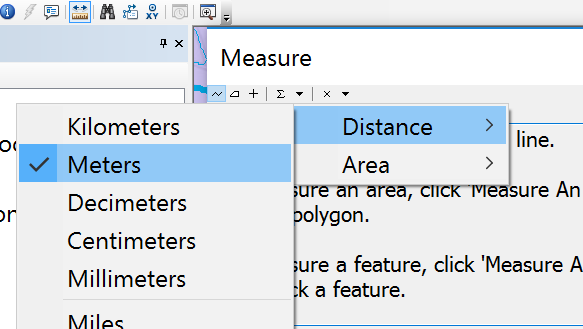 XY
Measure
Kilometers
Meters
Decimeters
Centimeters
Millimeters
Miles
Distance
Area
line.
sure an area, click 'Measure An
polygon.
sure a feature, click 'Measure A
ck a feature.